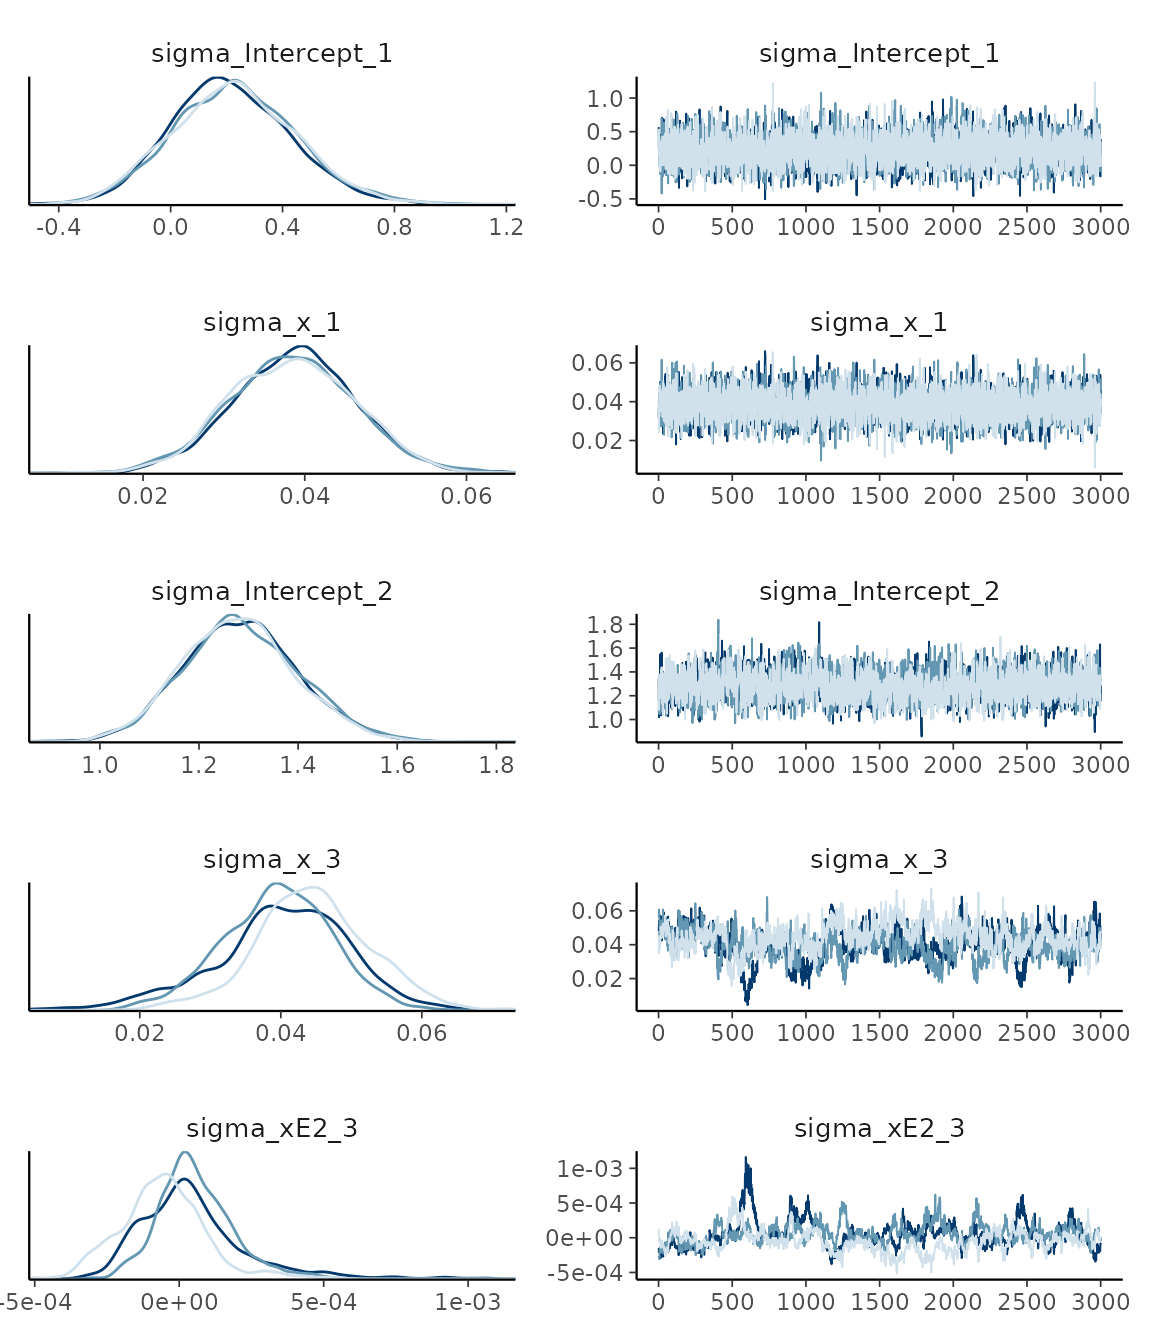 sigma_Intercept_1 sigma_Intercept_1
1.0
0.5
0.0
-0.5
-0.4 0.0 0.4 0.8 1.2 0 500 1000 1500 2000 2500 3000
sigma_x_1 sigma_x_1
0.06
0.04
0.02
0.02 0.04 0.06 0 500 1000 1500 2000 2500 3000
sigma_Intercept_2 sigma_Intercept_2
1.8
1.6
1.4
1.2
1.0
1.0 1.2 1.4 1.6 1.8 0 500 1000 1500 2000 2500 3000
sigma_x_3 sigma_x_3
0.06
0.04
0.02
0.02 0.04 0.06 0 500 1000 1500 2000 2500 3000
sigma_xE2_3 sigma_xE2_3
1e-03
5e-04
0e+00
-5e-04
-5e-04 0e+00 5e-04 1e-03 0 500 1000 1500 2000 2500 3000